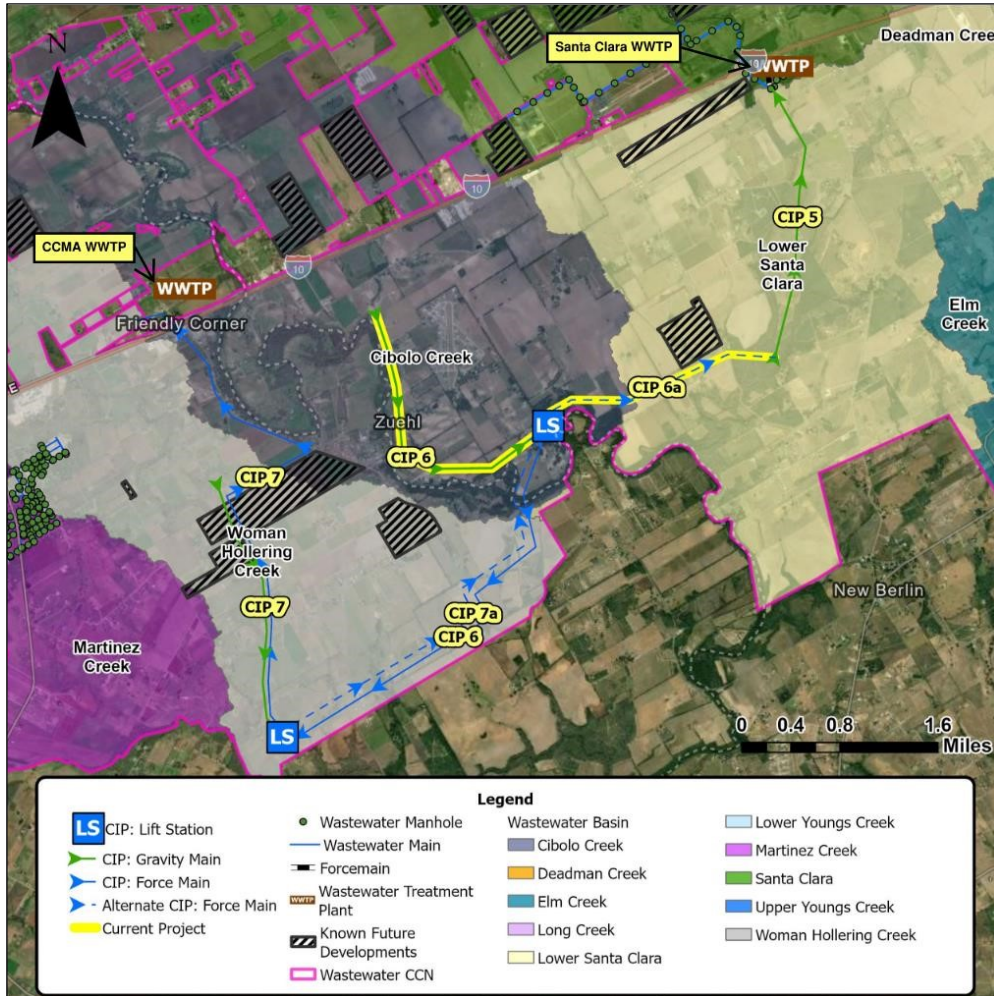 N
Santa Clara WWTP
WWTP
Deadman Cree
10
CIP 5
CCMA WWTP
10
Lower
Santa
Clara
WWTP
Elm
Creek
Friendly Corner
Cibolo Creek
CIP 6a
Zuehl
LS
CIP 6
CIP 7
Woman
Hollering
Creek
New Berlin
CIP 7
CIP 7a
CIP 6
Martinez
Creek
LS
0 0.4 0.8 1.6
Miles
Legend
LS CIP: Lift Station
CIP: Gravity Main
CIP: Force Main
Alternate CIP: Force Main
Current Project
Wastewater Manhole
Wastewater Main
Forcemain
WWTP Wastewater Treatment
Plant
Known Future
Developments
Wastewater CCN
Wastewater Basin
Cibolo Creek
Deadman Creek
Elm Creek
Long Creek
Lower Santa Clara
Lower Youngs Creek
Martinez Creek
Santa Clara
Upper Youngs Creek
Woman Hollering Creek